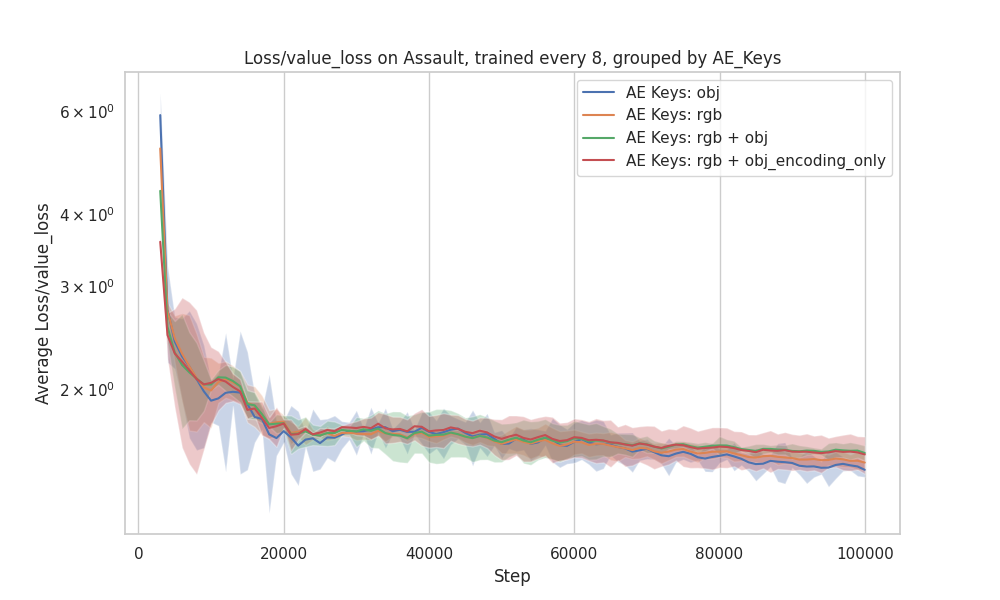 Loss/value_loss on Assault, trained every 8, grouped by AE_Keys
AE Keys: obj
AE Keys: rgb
AE Keys: rgb + obj
AE Keys: rgb + obj_encoding_only
6 × 10⁰
4 × 10⁰
3 × 10⁰
2 × 10⁰
Average Loss/value_loss
0 20000 40000 60000 80000 100000
Step